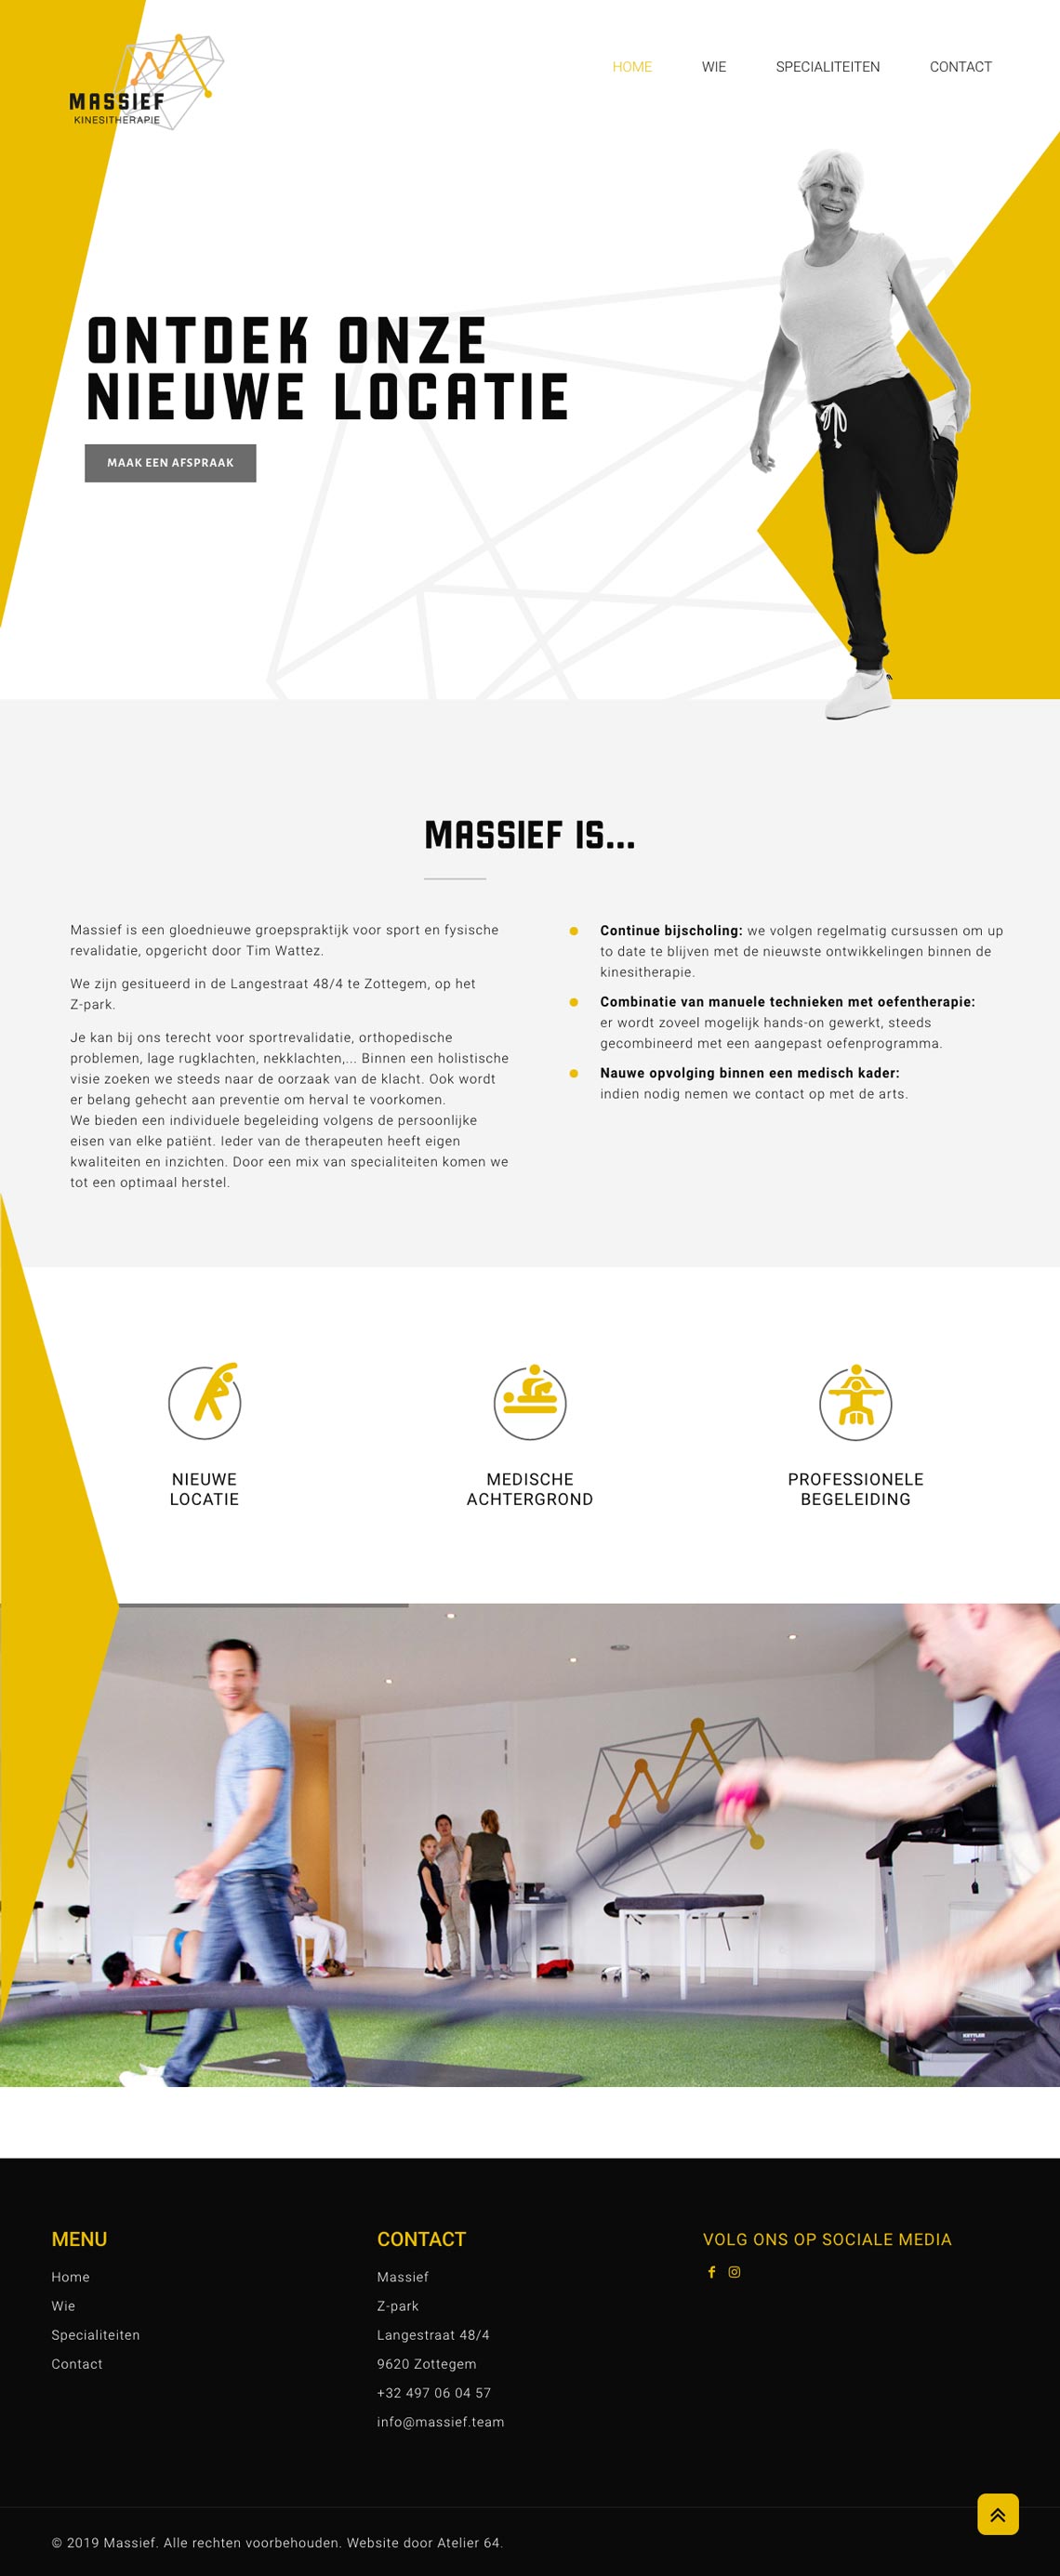 MASSIEF
KINESITHERAPIE
HOME
WIE
SPECIALITEITEN
CONTACT
ONTDEK ONZE
NIEUWE LOCATIE
MAAK EEN AFSPRAAK
MASSIEF IS...
Massief is een gloednieuwe groepspraktijk voor sport en fysische
revalidatie, opgericht door Tim Wattez.
We zijn gesitueerd in de Langestraat 48/4 te Zottegem, op het
Z-park.
Je kan bij ons terecht voor sportrevalidatie, orthopedische
problemen, lage rugklachten, nekklachten,... Binnen een holistische
visie zoeken we steeds naar de oorzaak van de klacht. Ook wordt
er belang gehecht aan preventie om herval te voorkomen.
We bieden een individuele begeleiding volgens de persoonlijke
eisen van elke patiënt. Ieder van de therapeuten heeft eigen
kwaliteiten en inzichten. Door een mix van specialiteiten komen we
tot een optimaal herstel.
Continue bijscholing: we volgen regelmatig cursussen om up
to date te blijven met de nieuwste ontwikkelingen binnen de
kinesitherapie.
Combinatie van manuele technieken met oefentherapie:
er wordt zoveel mogelijk hands-on gewerkt, steeds
gecombineerd met een aangepast oefenprogramma.
Nauwe opvolging binnen een medisch kader:
indien nodig nemen we contact op met de arts.
NIEUWE
LOCATIE
MEDISCHE
ACHTERGROND
PROFESSIONELE
BEGELEIDING
KETTLER
MENU
Home
Wie
Specialiteiten
Contact
CONTACT
Massief
Z-park
Langestraat 48/4
9620 Zottegem
+32 497 06 04 57
info@massief.team
VOLG ONS OP SOCIALE MEDIA
© 2019 Massief. Alle rechten voorbehouden. Website door Atelier 64.